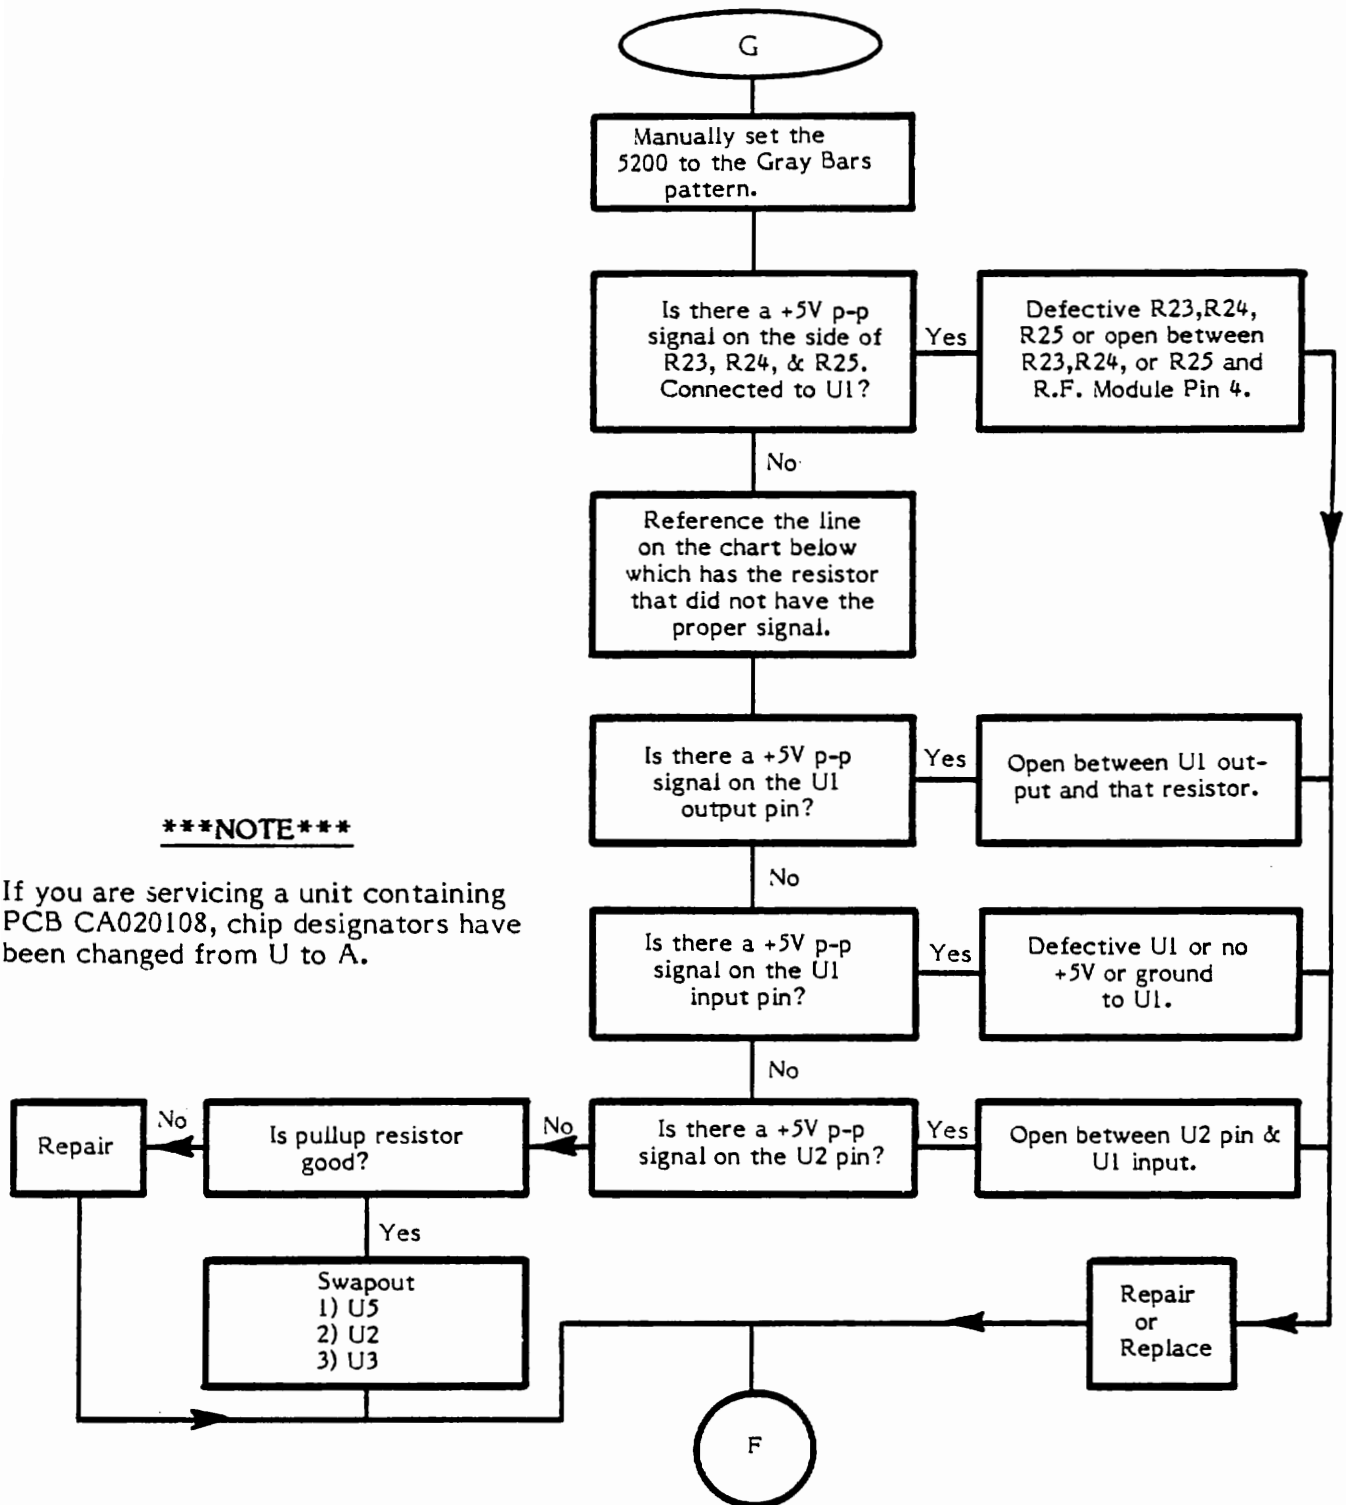 G
Manually set the
5200 to the Gray Bars
pattern.
Is there a +5V p-p
signal on the side of
R23, R24, & R25.
Connected to U1?
Yes
Defective R23,R24,
R25 or open between
R23,R24, or R25 and
R.F. Module Pin 4.
No
Reference the line
on the chart below
which has the resistor
that did not have the
proper signal.
Is there a +5V p-p
signal on the U1
output pin?
Yes
Open between U1 out-
put and that resistor.
***NOTE***
If you are servicing a unit containing
PCB CA020108, chip designators have
been changed from U to A.
No
Is there a +5V p-p
signal on the U1
input pin?
Yes
Defective U1 or no
+5V or ground
to U1.
No
Is there a +5V p-p
signal on the U2 pin?
Yes
Open between U2 pin &
U1 input.
No
Is pullup resistor
good?
No
Repair
Yes
Swapout
1) U5
2) U2
3) U3
Repair
or
Replace
F